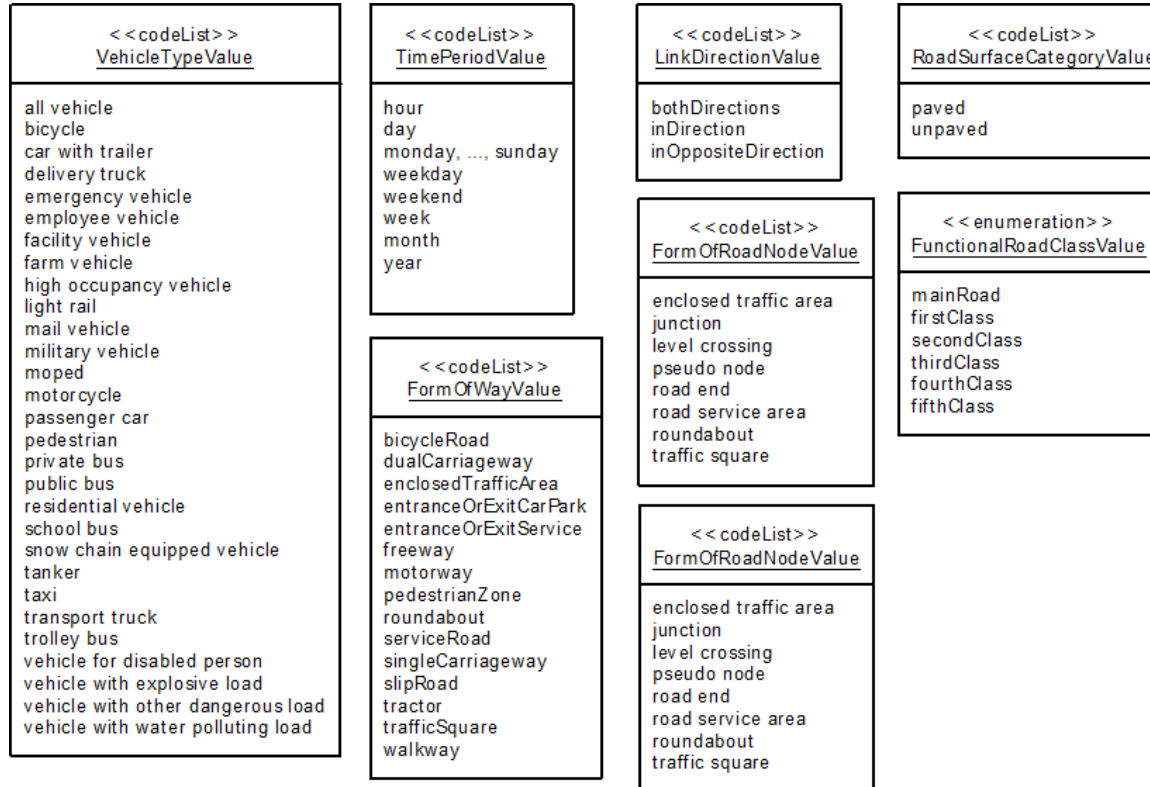 <<codeList>>
VehicleTypeValue
all vehicle
bicycle
car with trailer
delivery truck
emergency vehicle
employee vehicle
facility vehicle
farm vehicle
high occupancy vehicle
light rail
mail vehicle
military vehicle
moped
motorcycle
passenger car
pedestrian
private bus
public bus
residential vehicle
school bus
snow chain equipped vehicle
tanker
taxi
transport truck
trolley bus
vehicle for disabled person
vehicle with explosive load
vehicle with other dangerous load
vehicle with water polluting load
<<codeList>>
TimePeriodValue
hour
day
monday, ..., sunday
weekday
weekend
week
month
year
<<codeList>>
FormOfWayValue
bicycleRoad
dualCarriageway
enclosedTrafficArea
entranceOrExitCarPark
entranceOrExitService
freeway
motorway
pedestrianZone
roundabout
serviceRoad
singleCarriageway
slipRoad
tractor
trafficSquare
walkway
<<codeList>>
LinkDirectionValue
bothDirections
inDirection
inOppositeDirection
<<codeList>>
FormOfRoadNodeValue
enclosed traffic area
junction
level crossing
pseudo node
road end
road service area
roundabout
traffic square
<<codeList>>
FormOfRoadNodeValue
enclosed traffic area
junction
level crossing
pseudo node
road end
road service area
roundabout
traffic square
<<codeList>>
RoadSurfaceCategoryValue
paved
unpaved
<<enumeration>>
FunctionalRoadClassValue
mainRoad
firstClass
secondClass
thirdClass
fourthClass
fifthClass